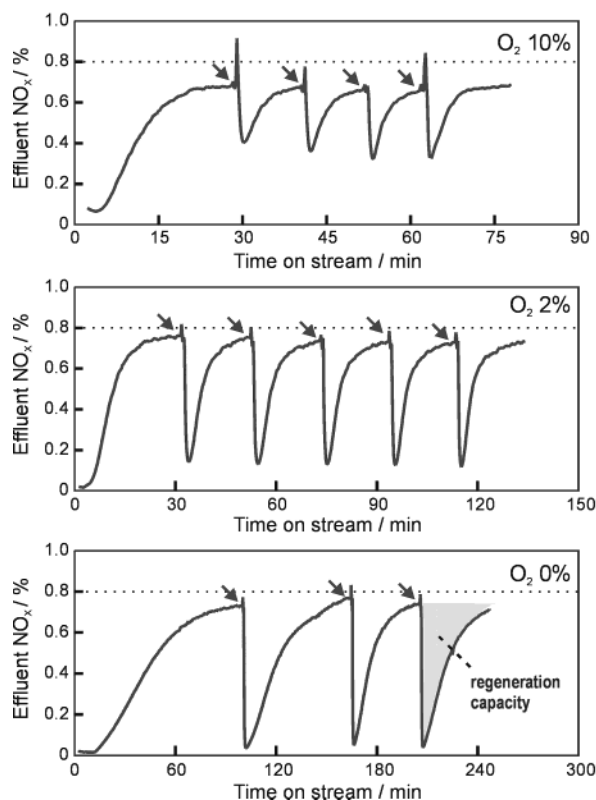 O₂ 10%
Effluent NOₓ / %
1.0
0.8
0.6
0.4
0.2
0
0 15 30 45 60 75 90
Time on stream / min
O₂ 2%
Effluent NOₓ / %
1.0
0.8
0.6
0.4
0.2
0
0 30 60 90 120 150
Time on stream / min
O₂ 0%
Effluent NOₓ / %
1.0
0.8
0.6
0.4
0.2
0
regeneration
capacity
0 60 120 180 240 300
Time on stream / min